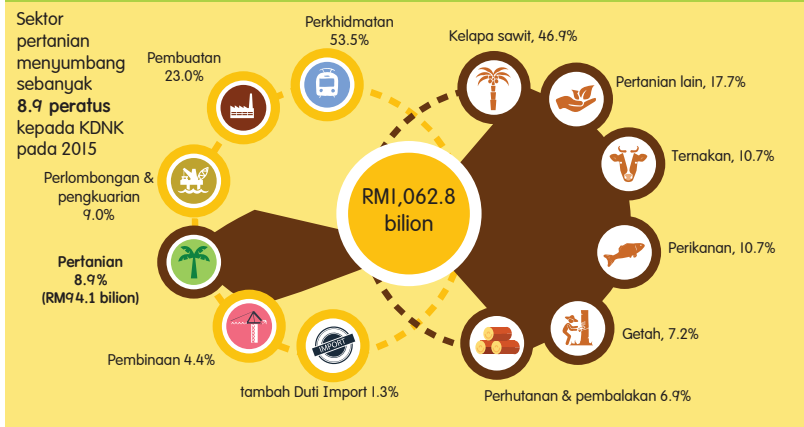 Sektor
pertanian
menyumbang
sebanyak
8.9 peratus
kepada KDNK
pada 2015
Perkhidmatan
53.5%
Pembuatan
23.0%
Perlombongan &
pengkuarian
9.0%
Pertanian
8.9%
(RM94.1 bilion)
Pembinaan 4.4%
IMPORT
tambah Duti Import 1.3%
RM1,062.8
bilion
Kelapa sawit, 46.9%
Pertanian lain, 17.7%
Ternakan, 10.7%
Perikanan, 10.7%
Getah, 7.2%
Perhutanan & pembalakan 6.9%